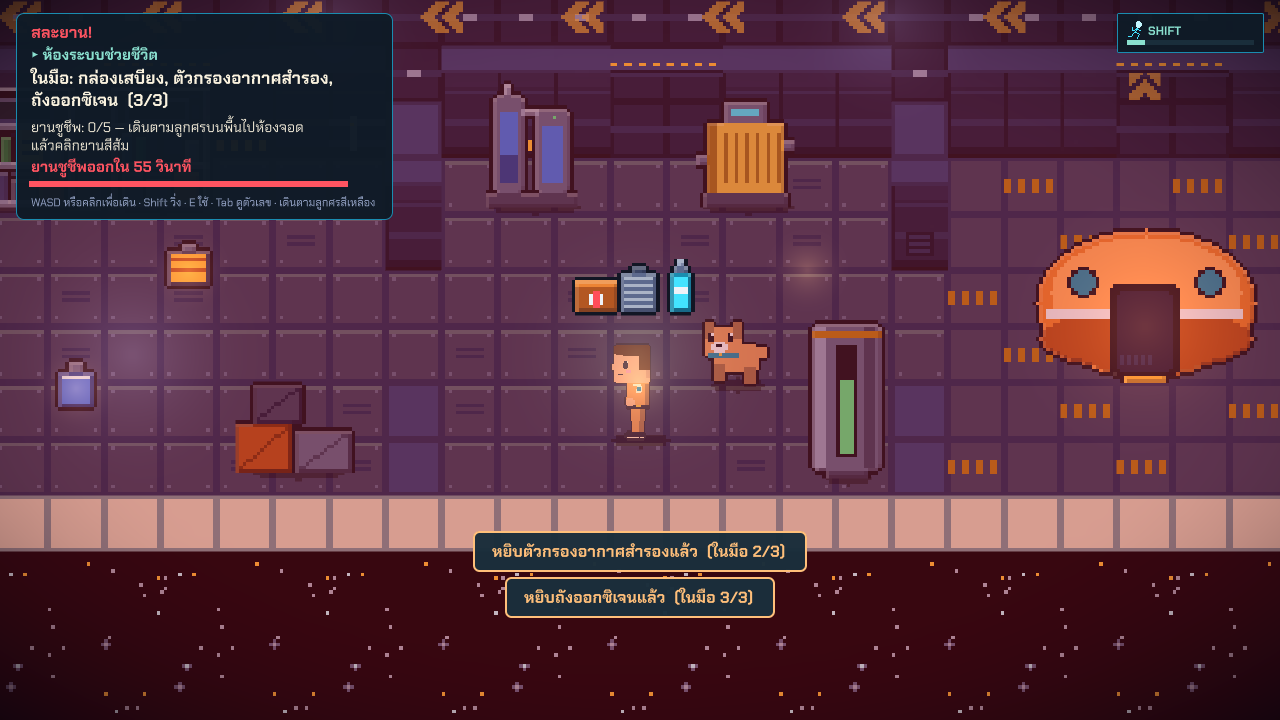 สละยาน!
▸ ห้องระบบช่วยชีวิต
ในมือ: กล่องเสบียง, ตัวกรองอากาศสำรอง,
ถังออกซิเจน (3/3)
ยานชูชีพ: 0/5 — เดินตามลูกศรบนพื้นไปห้องจอด
แล้วคลิกยานสีส้ม
ยานชูชีพออกใน 55 วินาที
WASD หรือคลิกเพื่อเดิน · Shift วิ่ง · E ใช้ · Tab ดูตัวเลข · เดินตามลูกศรสีเหลือง
SHIFT
หยิบตัวกรองอากาศสำรองแล้ว (ในมือ 2/3)
หยิบถังออกซิเจนแล้ว (ในมือ 3/3)